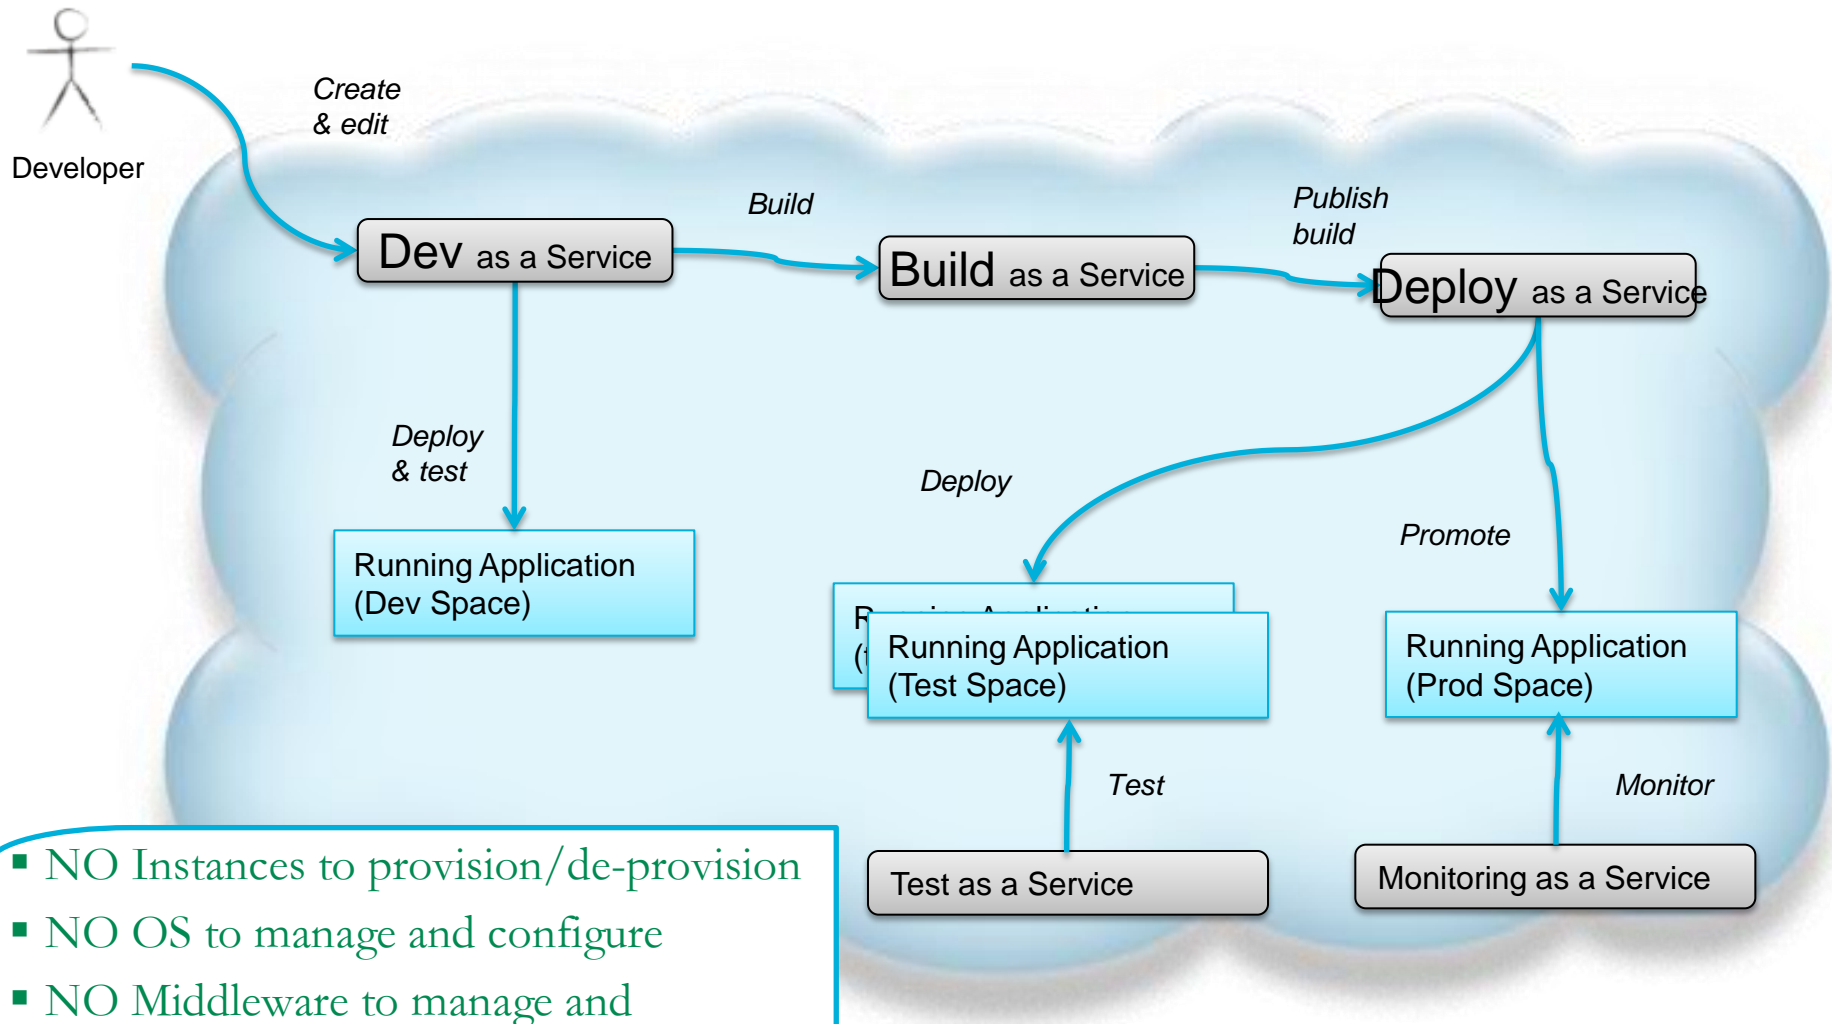 Create
& edit
Developer
Build
Publish
build
Dev as a Service
Build as a Service
Deploy as a Service
Deploy
& test
Deploy
Promote
Running Application
(Dev Space)
Running Application
(Test Space)
Running Application
(Prod Space)
Test
Monitor
Test as a Service
Monitoring as a Service
▪ NO Instances to provision/de-provision
▪ NO OS to manage and configure
▪ NO Middleware to manage and